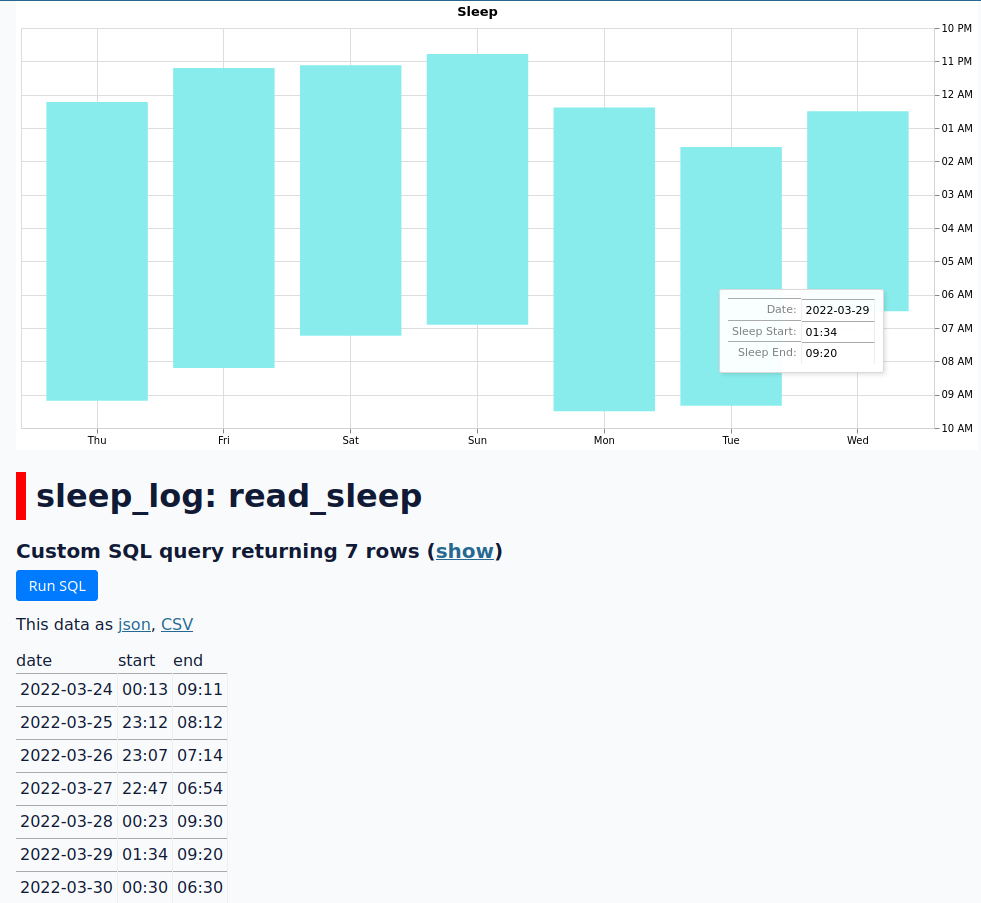 Sleep
10 PM
11 PM
12 AM
01 AM
02 AM
03 AM
04 AM
05 AM
06 AM
07 AM
08 AM
09 AM
10 AM
Date: 2022-03-29
Sleep Start: 01:34
Sleep End: 09:20
Thu Fri Sat Sun Mon Tue Wed
sleep_log: read_sleep
Custom SQL query returning 7 rows (show)
Run SQL
This data as json, CSV
date start end
2022-03-24 00:13 09:11
2022-03-25 23:12 08:12
2022-03-26 23:07 07:14
2022-03-27 22:47 06:54
2022-03-28 00:23 09:30
2022-03-29 01:34 09:20
2022-03-30 00:30 06:30